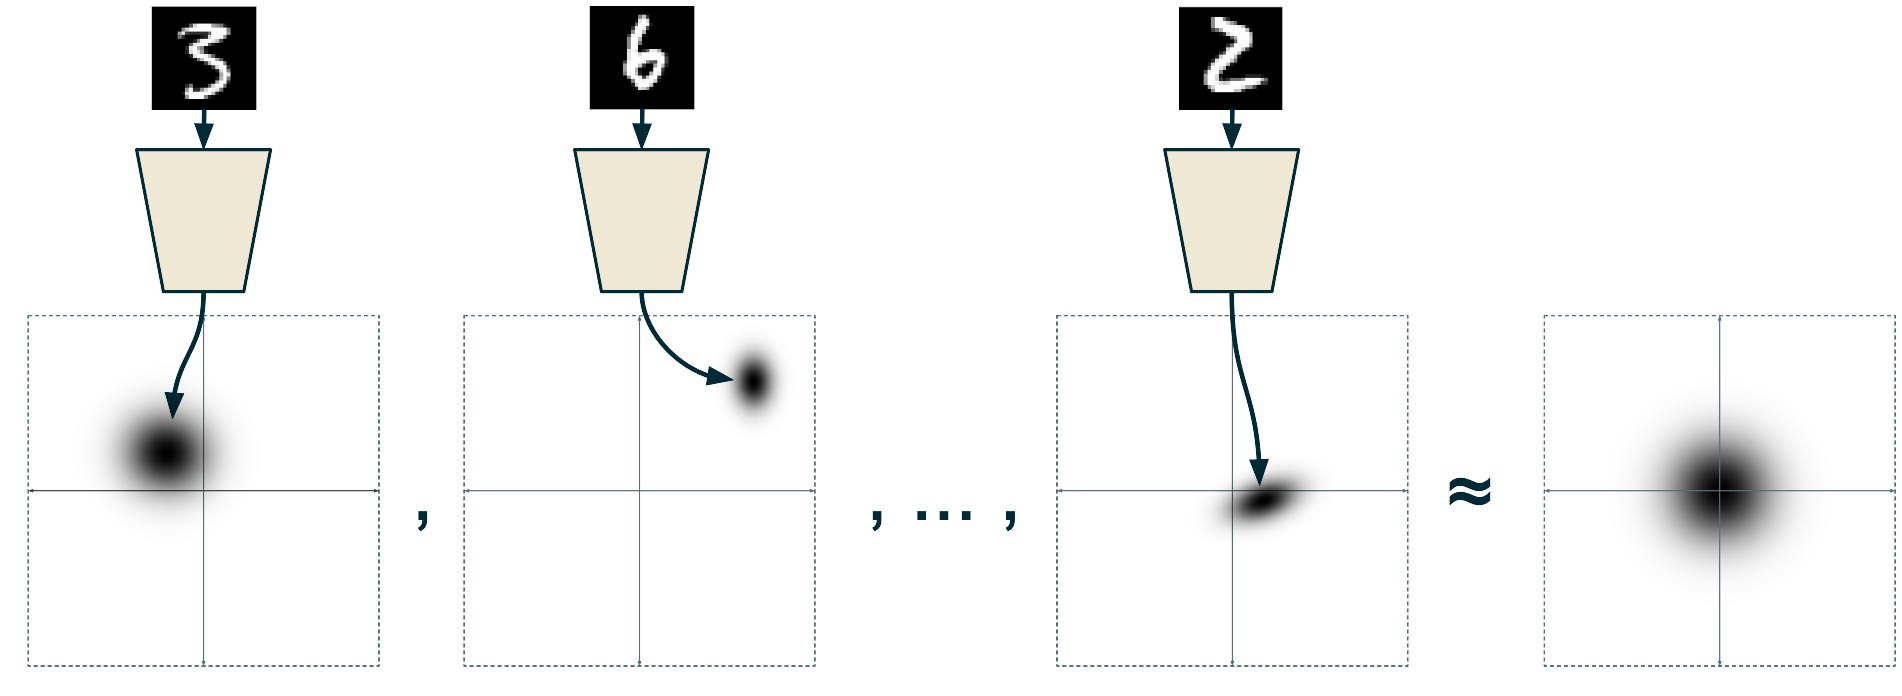 3 6 2
, , ... , ≈